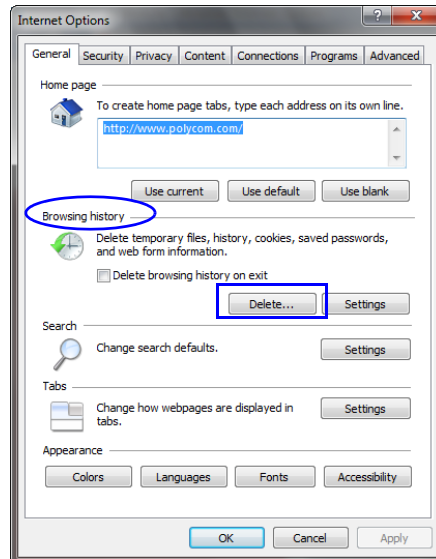 Internet Options
?
General Security Privacy Content Connections Programs Advanced
Home page
To create home page tabs, type each address on its own line.
http://www.polycom.com/
Use current Use default Use blank
Browsing history
Delete temporary files, history, cookies, saved passwords,
and web form information.
Delete browsing history on exit
Delete... Settings
Search
Change search defaults. Settings
Tabs
Change how webpages are displayed in
tabs.
Settings
Appearance
Colors Languages Fonts Accessibility
OK Cancel Apply